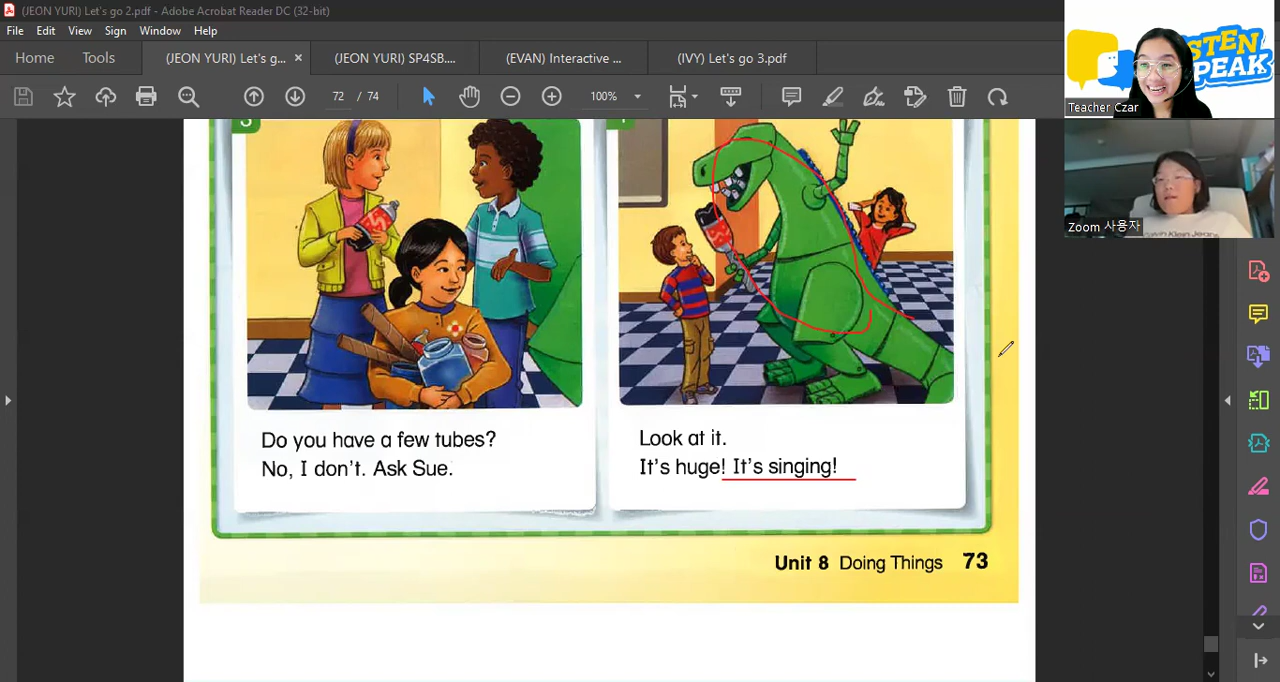 (JEON YURI) Let's go 2.pdf - Adobe Acrobat Reader DC (32-bit)
File Edit View Sign Window Help
Home Tools (JEON YURI) Let's g... × (JEON YURI) SP4SB.... (EVAN) Interactive ... (IVY) Let's go 3.pdf
72 / 74 100%
STEN
PEAK
Teacher Czar
Zoom 사용자
Do you have a few tubes?
No, I don't. Ask Sue.
Look at it.
It's huge! It's singing!
Unit 8 Doing Things 73